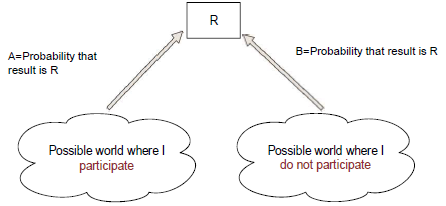 R
A=Probability that
result is R
B=Probability that result is R
Possible world where I
participate
Possible world where I
do not participate